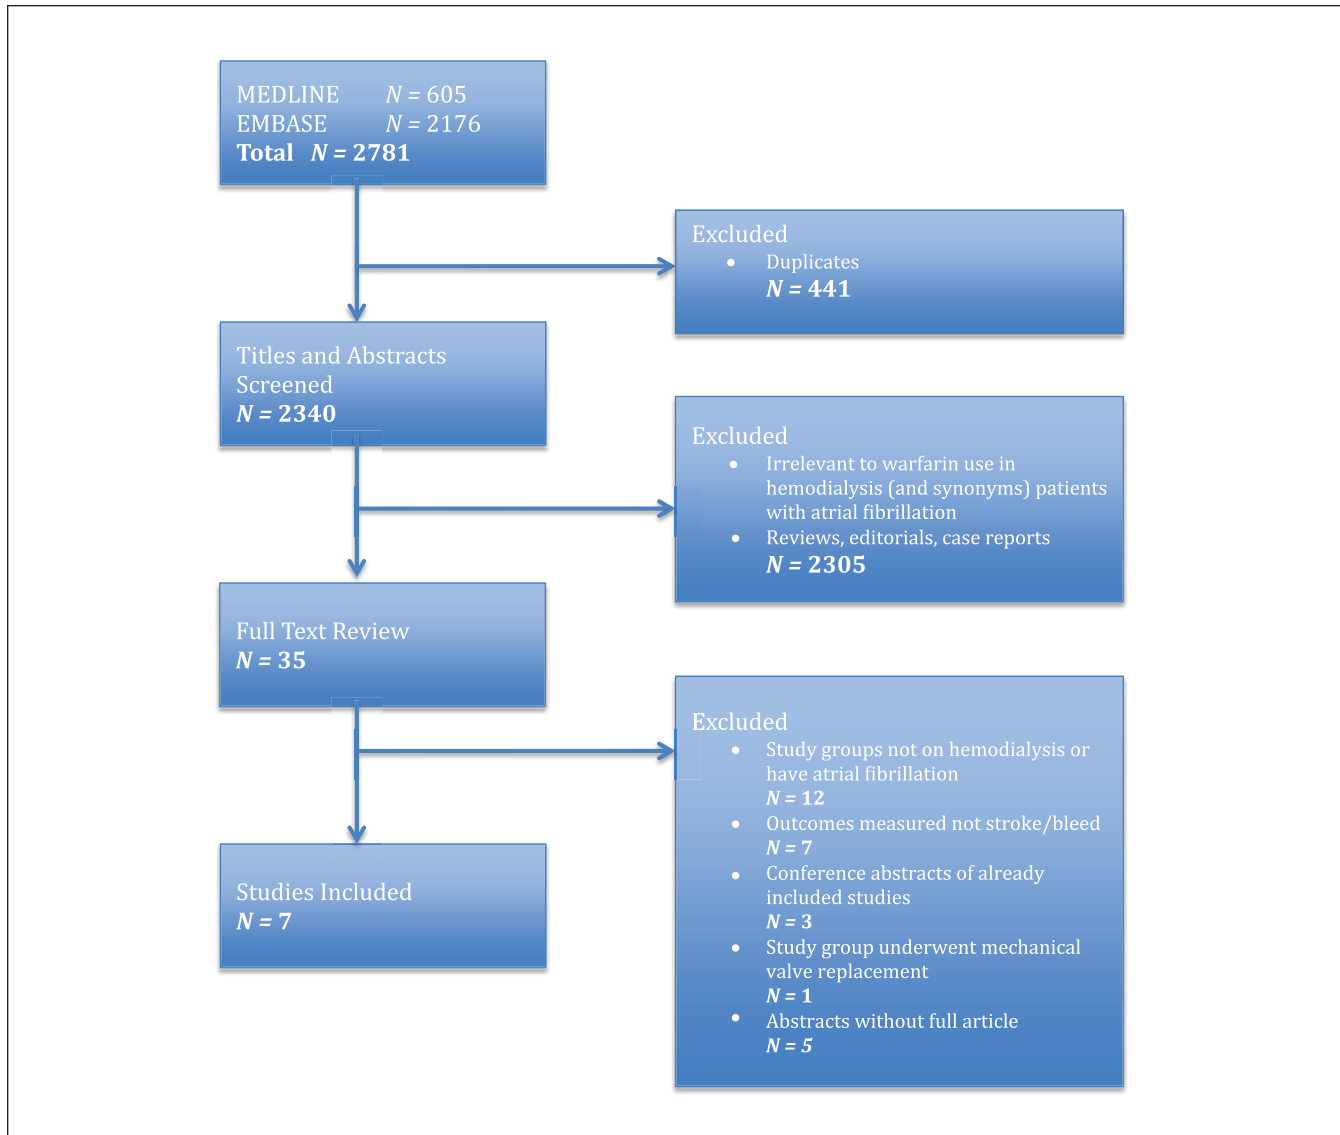 MEDLINE N = 605
EMBASE N = 2176
Total N = 2781
Excluded
• Duplicates
N = 441
Titles and Abstracts
Screened
N = 2340
Excluded
• Irrelevant to warfarin use in
hemodialysis (and synonyms) patients
with atrial fibrillation
• Reviews, editorials, case reports
N = 2305
Full Text Review
N = 35
Excluded
• Study groups not on hemodialysis or
have atrial fibrillation
N = 12
• Outcomes measured not stroke/bleed
N = 7
• Conference abstracts of already
included studies
N = 3
• Study group underwent mechanical
valve replacement
N = 1
• Abstracts without full article
N = 5
Studies Included
N = 7